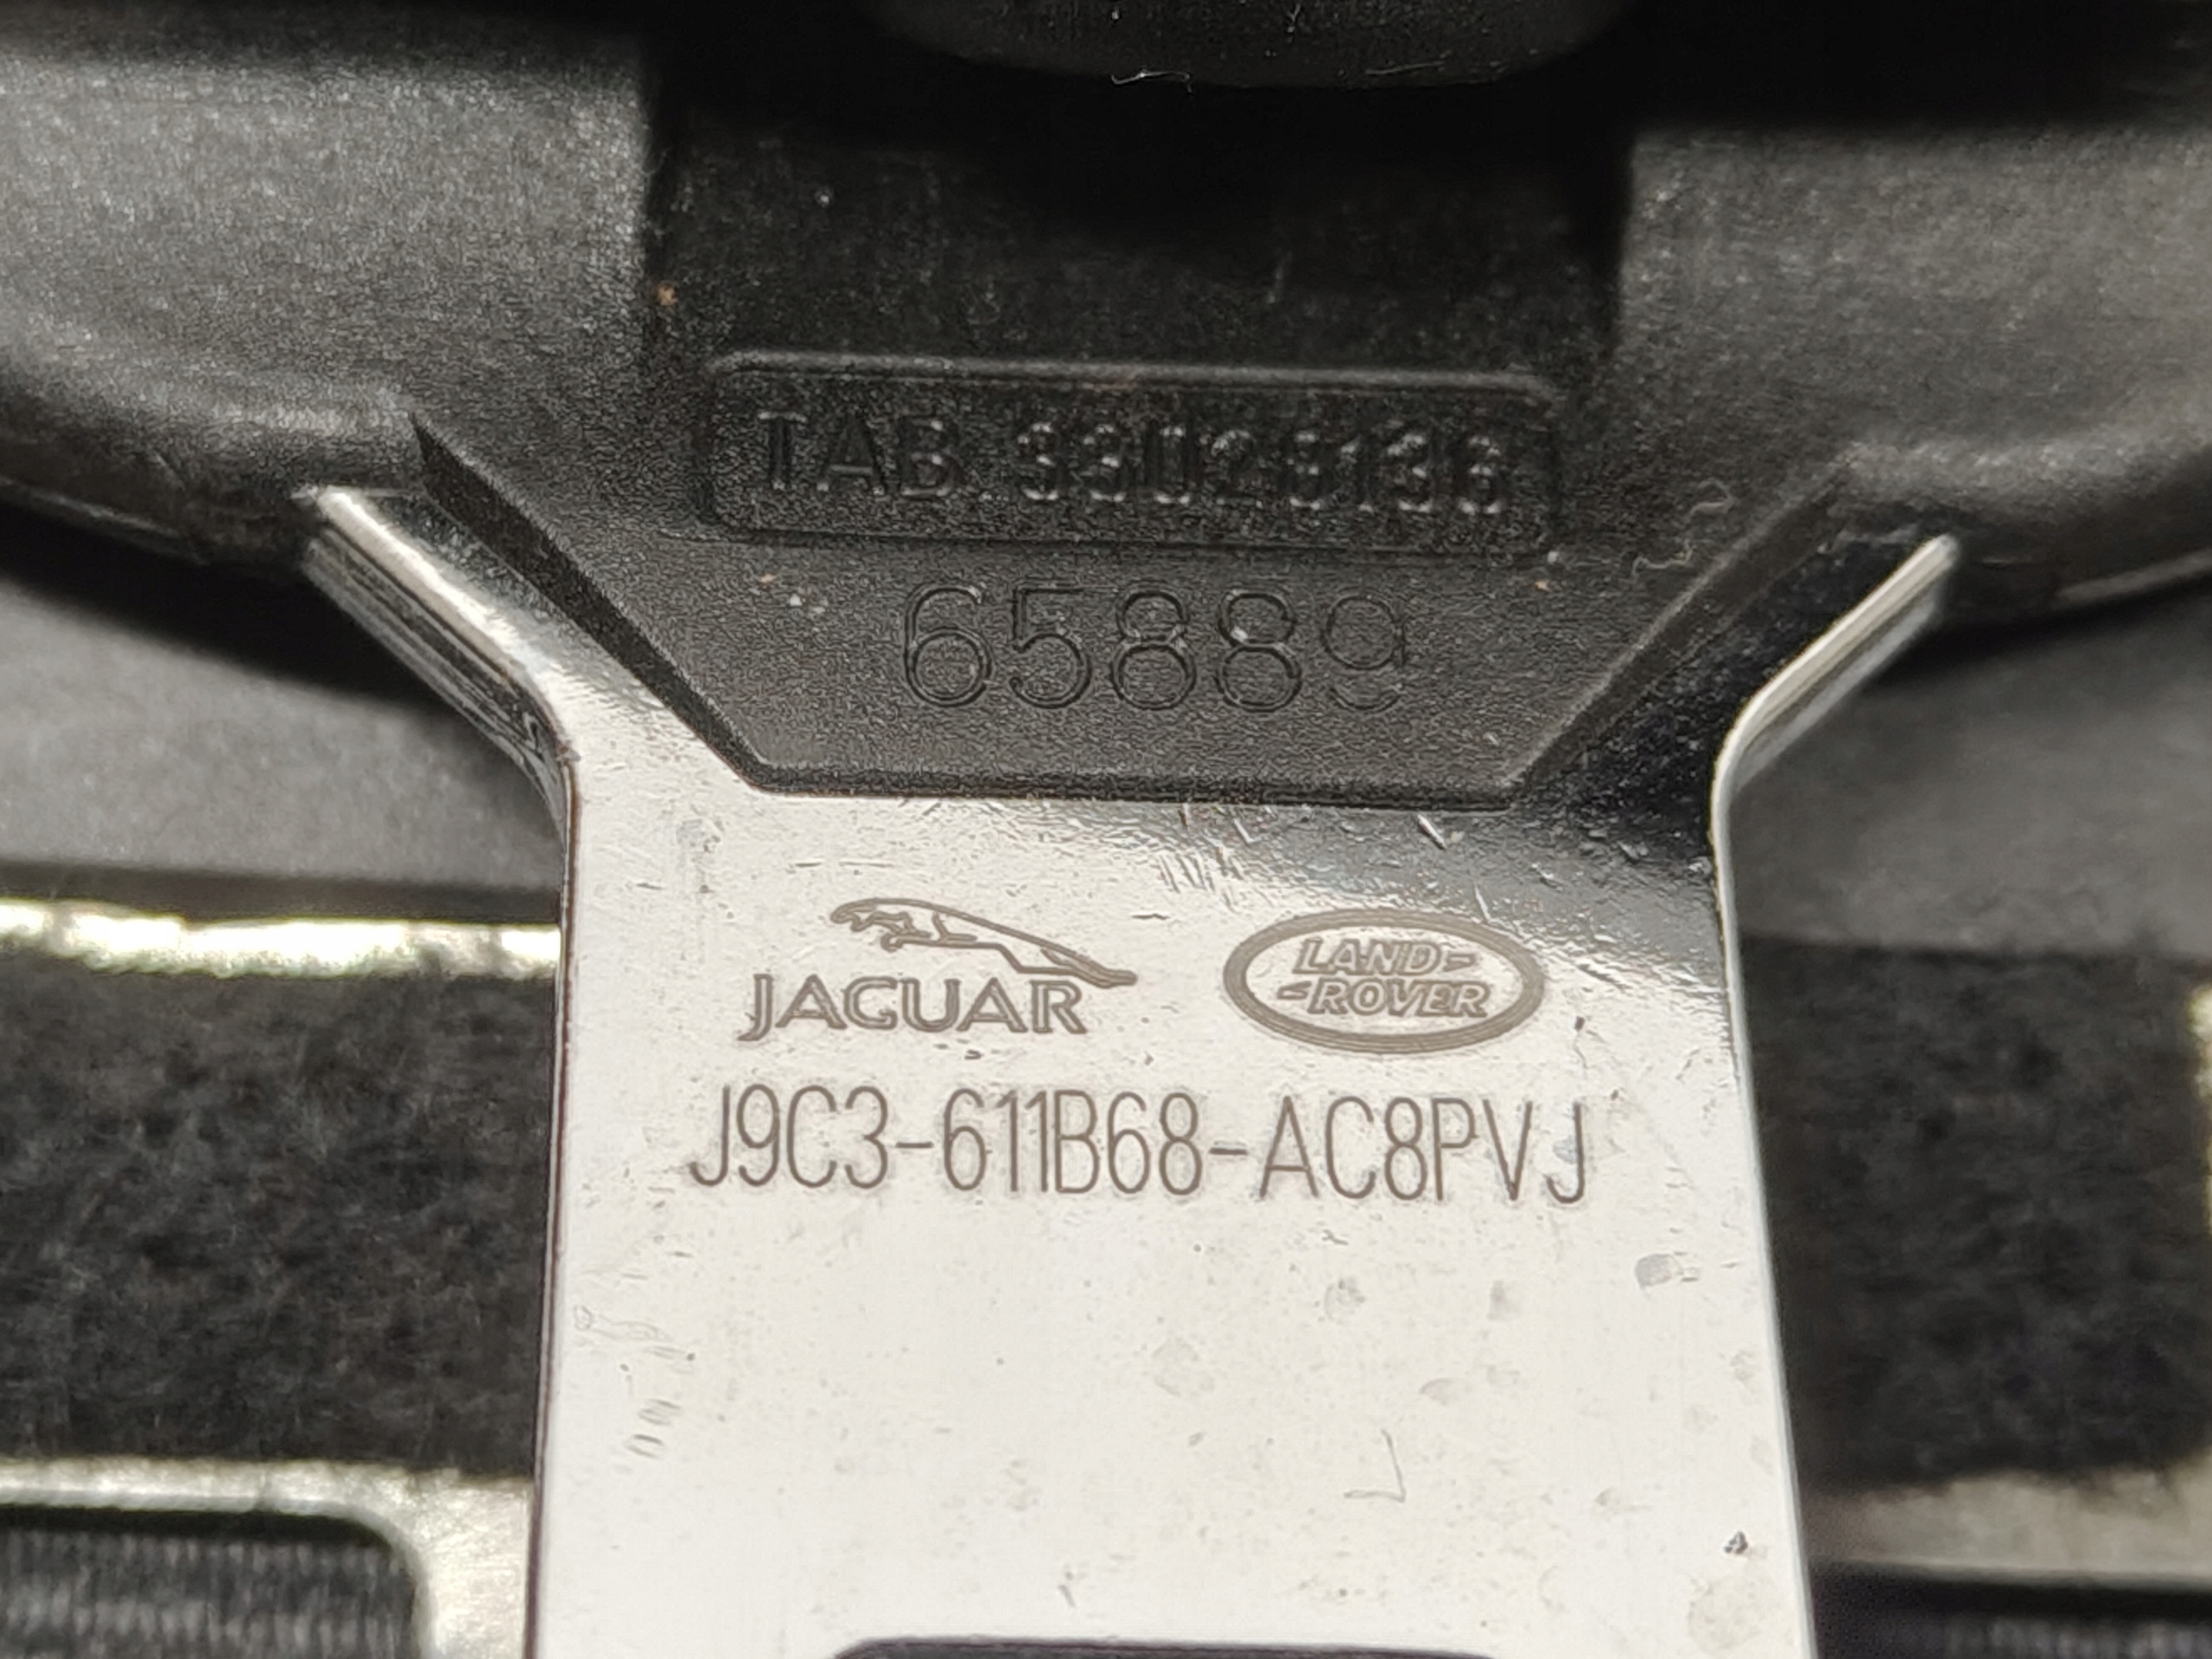 TAB. 33028136
65889
JAGUAR
LAND-
-ROVER
J9C3-611B68-AC8PVJ